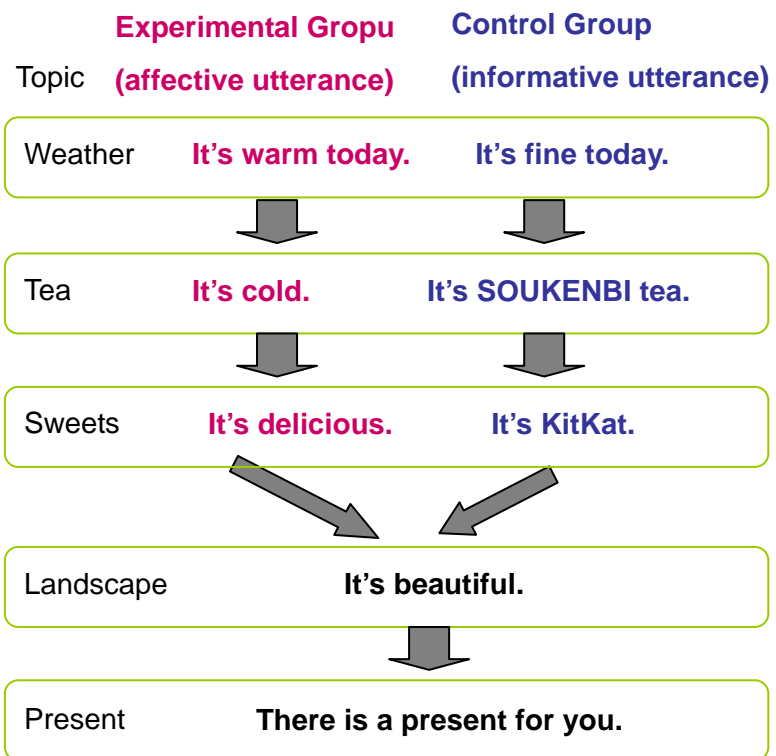 Experimental Gropu Control Group
Topic (affective utterance) (informative utterance)
Weather It's warm today. It's fine today.
Tea It's cold. It's SOUKENBI tea.
Sweets It's delicious. It's KitKat.
Landscape It's beautiful.
Present There is a present for you.